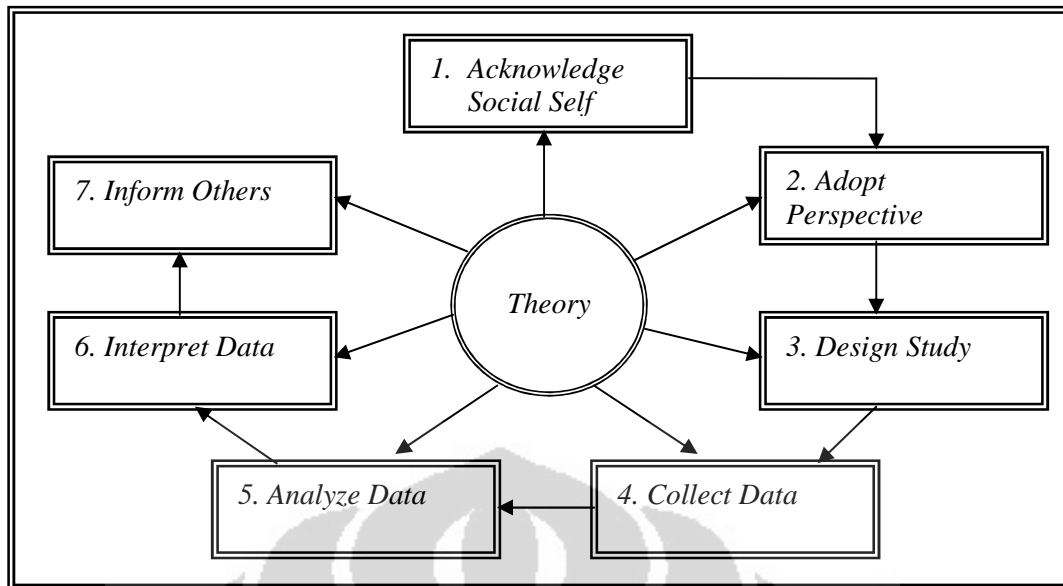 1. Acknowledge
Social Self
2. Adopt
Perspective
3. Design Study
4. Collect Data
5. Analyze Data
6. Interpret Data
7. Inform Others
Theory